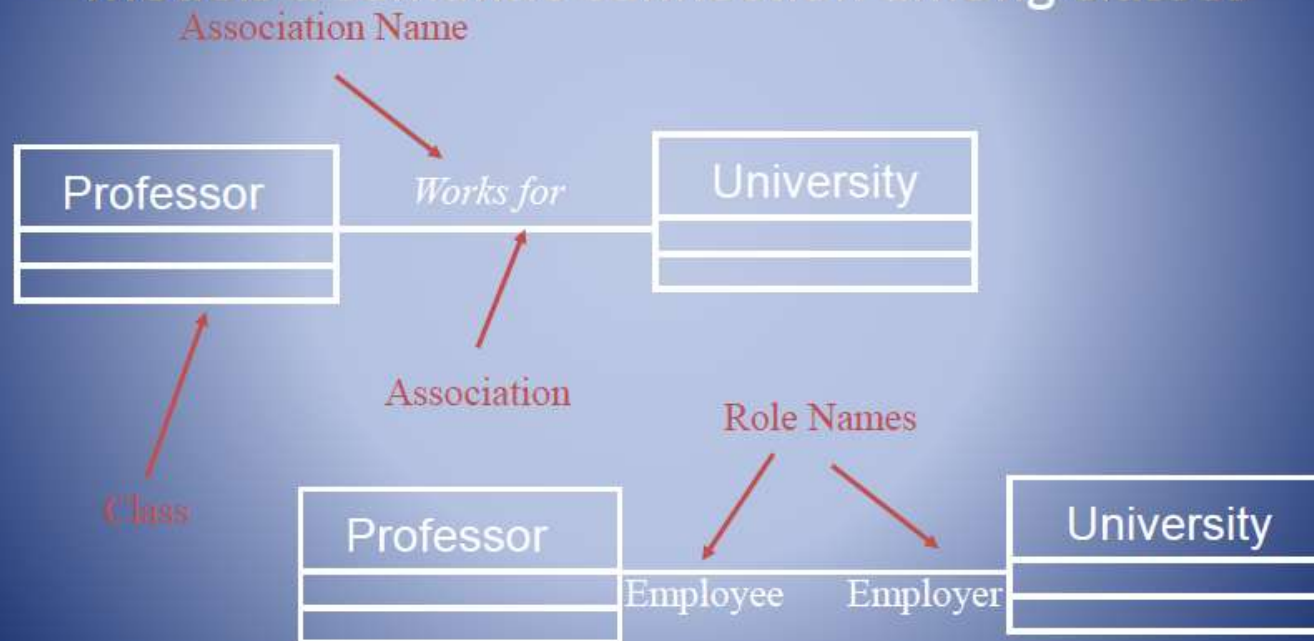 Association Name
Professor
Works for
University
Association
Role Names
Class
Professor
University
Employee
Employer